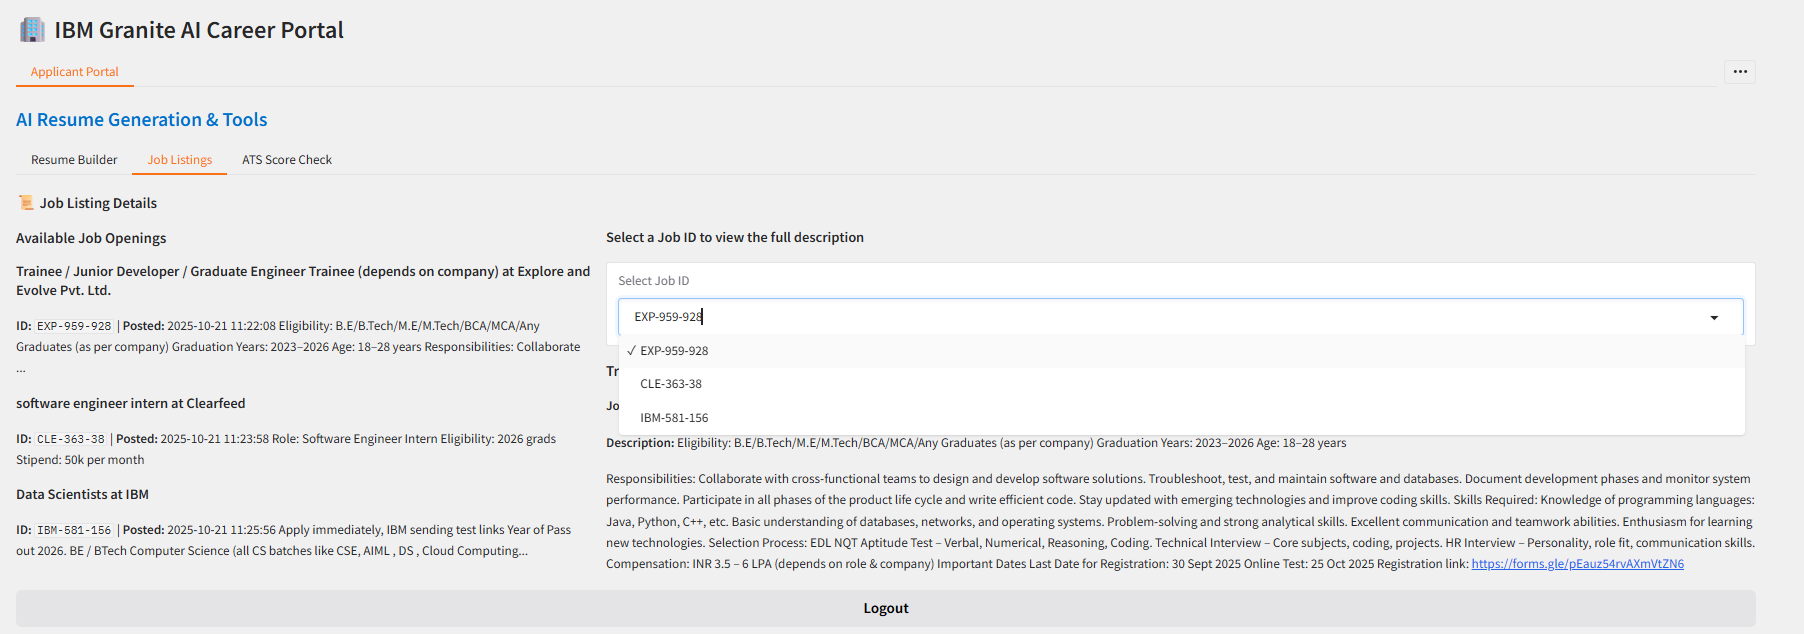 IBM Granite AI Career Portal
Applicant Portal
AI Resume Generation & Tools
Resume Builder
Job Listings
ATS Score Check
Job Listing Details
Available Job Openings
Trainee / Junior Developer / Graduate Engineer Trainee (depends on company) at Explore and
Evolve Pvt. Ltd.
ID: EXP-959-928 | Posted: 2025-10-21 11:22:08 Eligibility: B.E/B.Tech/M.E/M.Tech/BCA/MCA/Any
Graduates (as per company) Graduation Years: 2023–2026 Age: 18–28 years Responsibilities: Collaborate
...
software engineer intern at Clearfeed
ID: CLE-363-38 | Posted: 2025-10-21 11:23:58 Role: Software Engineer Intern Eligibility: 2026 grads
Stipend: 50k per month
Data Scientists at IBM
ID: IBM-581-156 | Posted: 2025-10-21 11:25:56 Apply immediately, IBM sending test links Year of Pass
out 2026. BE / BTech Computer Science (all CS batches like CSE, AIML , DS , Cloud Computing...
Select a Job ID to view the full description
Select Job ID
EXP-959-928
✓ EXP-959-928
CLE-363-38
IBM-581-156
Tr
Jo
Description: Eligibility: B.E/B.Tech/M.E/M.Tech/BCA/MCA/Any Graduates (as per company) Graduation Years: 2023–2026 Age: 18–28 years
Responsibilities: Collaborate with cross-functional teams to design and develop software solutions. Troubleshoot, test, and maintain software and databases. Document development phases and monitor system
performance. Participate in all phases of the product life cycle and write efficient code. Stay updated with emerging technologies and improve coding skills. Skills Required: Knowledge of programming languages:
Java, Python, C++, etc. Basic understanding of databases, networks, and operating systems. Problem-solving and strong analytical skills. Excellent communication and teamwork abilities. Enthusiasm for learning
new technologies. Selection Process: EDL NQT Aptitude Test – Verbal, Numerical, Reasoning, Coding. Technical Interview – Core subjects, coding, projects. HR Interview – Personality, role fit, communication skills.
Compensation: INR 3.5 – 6 LPA (depends on role & company) Important Dates Last Date for Registration: 30 Sept 2025 Online Test: 25 Oct 2025 Registration link: https://forms.gle/pEauz54rvAXmVtZN6
Logout